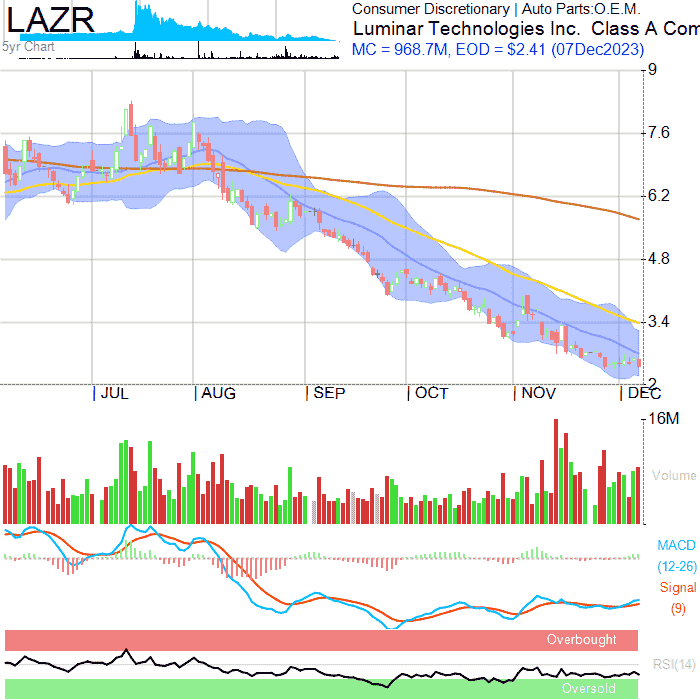 LAZR
Consumer Discretionary | Auto Parts:O.E.M.
Luminar Technologies Inc.  Class A Com
MC = 968.7M, EOD = $2.41 (07Dec2023)
5yr Chart
9
7.6
6.2
4.8
3.4
2
JUL
AUG
SEP
OCT
NOV
DEC
16M
Volume
MACD
(12-26)
Signal
(9)
Overbought
RSI(14)
Oversold